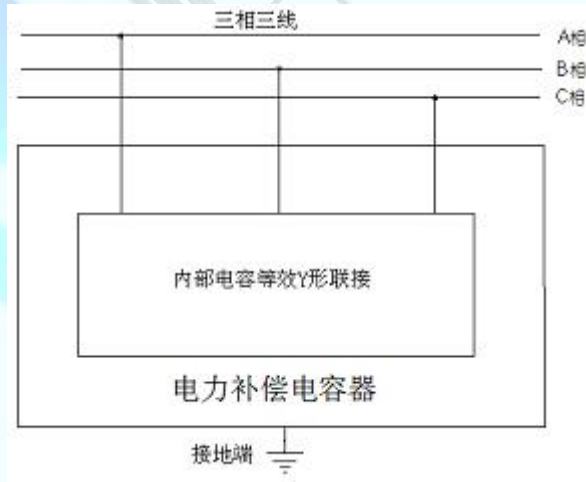 三相三线
A相
B相
C相
内部电容等效Y形联接
电力补偿电容器
接地端